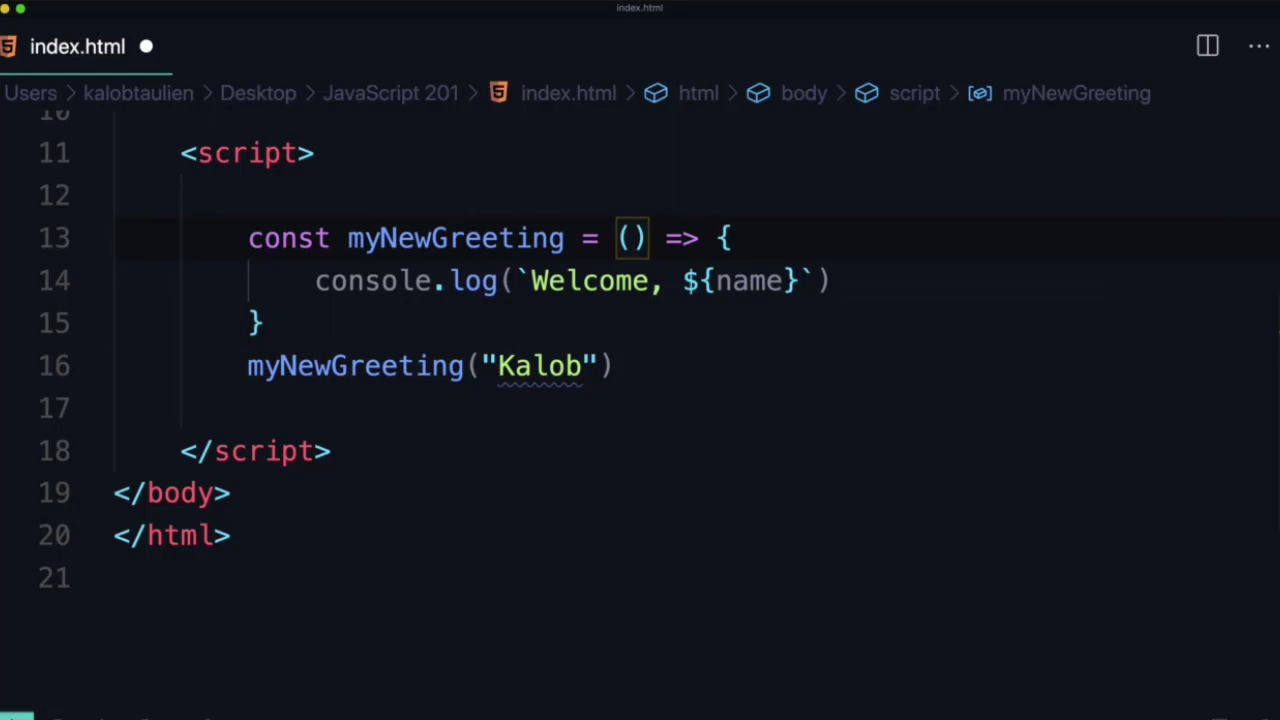 index.html
index.html
Users > kalobtaulien > Desktop > JavaScript 201 > index.html > html > body > script > myNewGreeting
10
11 <script>
12
13 const myNewGreeting = () => {
14 console.log(`Welcome, ${name}`)
15 }
16 myNewGreeting("Kalob")
17
18 </script>
19 </body>
20 </html>
21